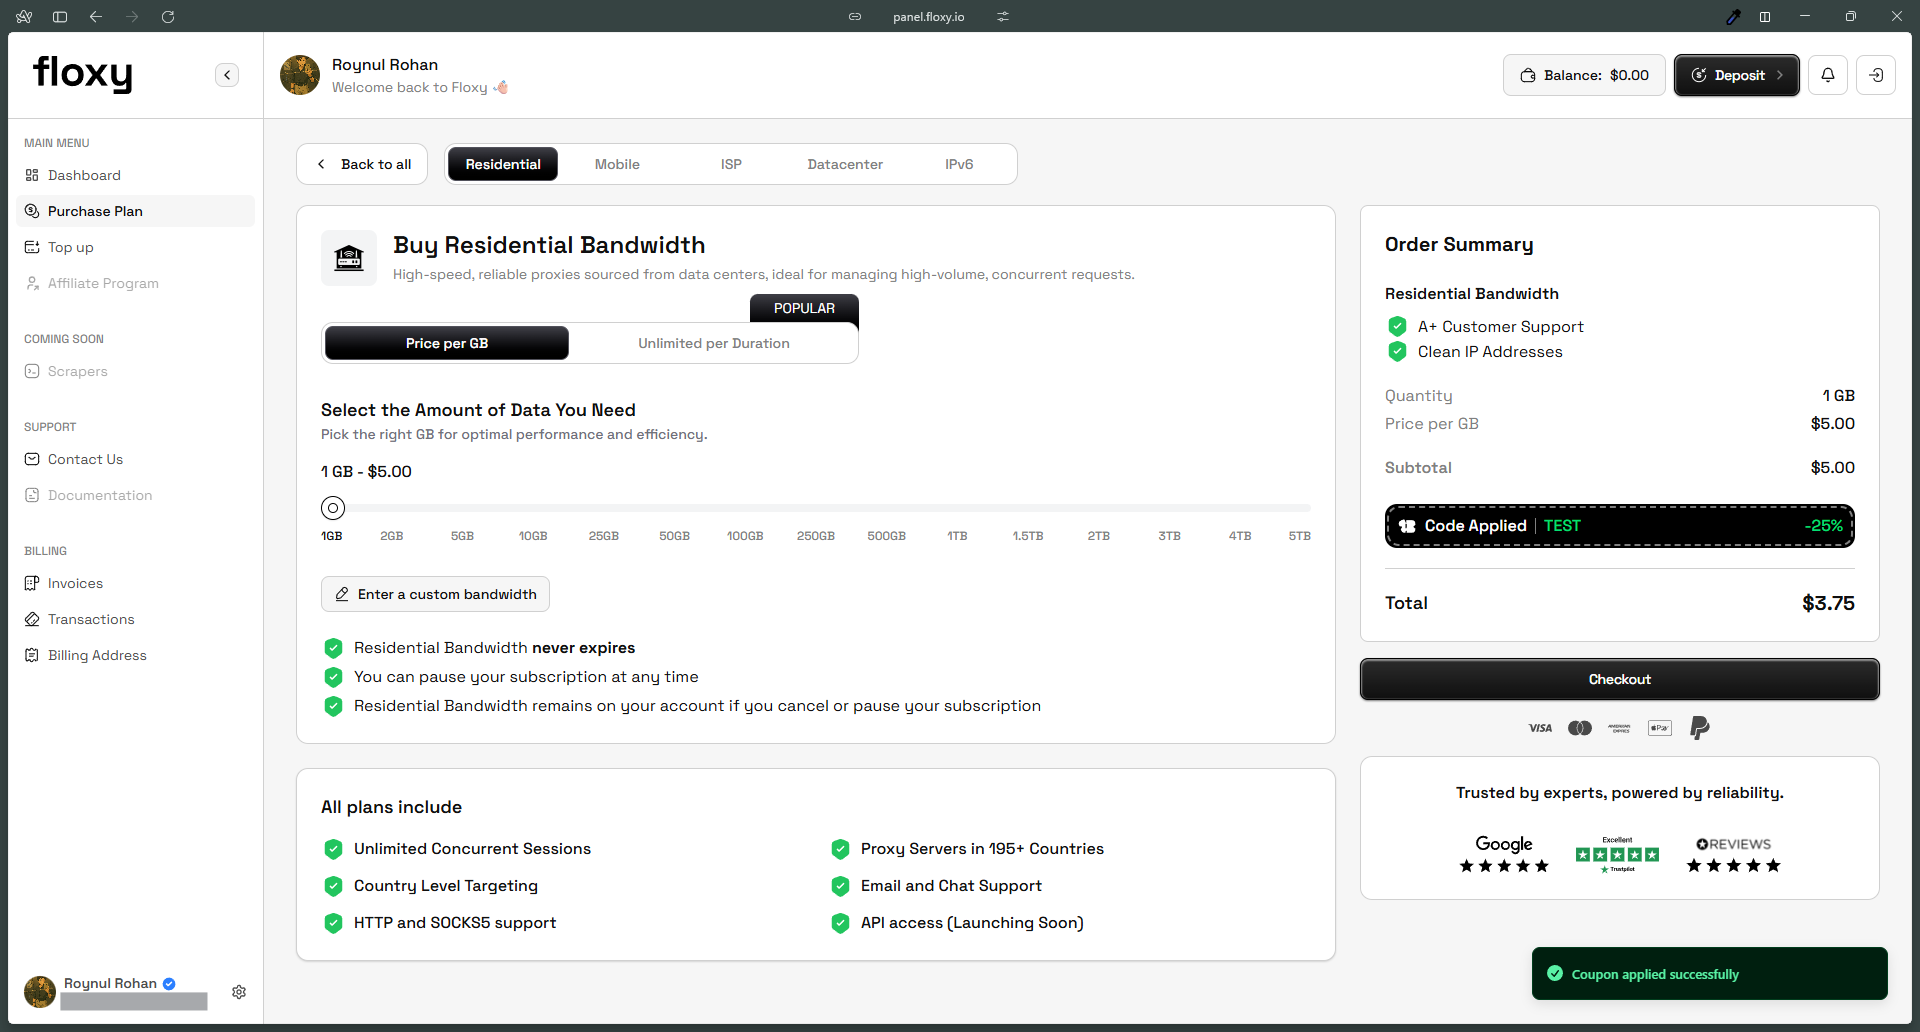 panel.floxy.io
floxy
Roynul Rohan
Welcome back to Floxy
Balance: $0.00
Deposit
MAIN MENU
Dashboard
Purchase Plan
Top up
Affiliate Program
COMING SOON
Scrapers
SUPPORT
Contact Us
Documentation
BILLING
Invoices
Transactions
Billing Address
Roynul Rohan
Back to all
Residential
Mobile
ISP
Datacenter
IPv6
Buy Residential Bandwidth
High-speed, reliable proxies sourced from data centers, ideal for managing high-volume, concurrent requests.
POPULAR
Price per GB
Unlimited per Duration
Select the Amount of Data You Need
Pick the right GB for optimal performance and efficiency.
1 GB - $5.00
1GB 2GB 5GB 10GB 25GB 50GB 100GB 250GB 500GB 1TB 1.5TB 2TB 3TB 4TB 5TB
Enter a custom bandwidth
Residential Bandwidth never expires
You can pause your subscription at any time
Residential Bandwidth remains on your account if you cancel or pause your subscription
All plans include
Unlimited Concurrent Sessions
Proxy Servers in 195+ Countries
Country Level Targeting
Email and Chat Support
HTTP and SOCKS5 support
API access (Launching Soon)
Order Summary
Residential Bandwidth
A+ Customer Support
Clean IP Addresses
Quantity 1 GB
Price per GB $5.00
Subtotal $5.00
Code Applied | TEST -25%
Total $3.75
Checkout
VISA
AMERICAN EXPRESS
Pay
Trusted by experts, powered by reliability.
Google
Excellent
Trustpilot
REVIEWS
Coupon applied successfully